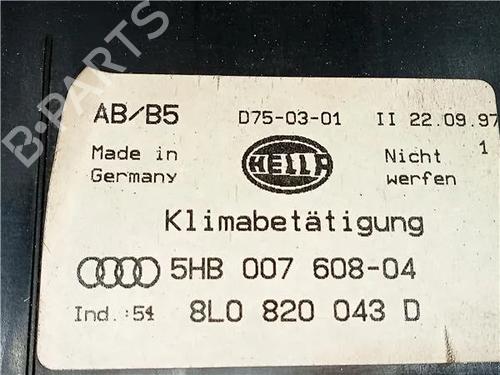 AB/B5 D75-03-01 II 22.09.97
Made in Germany HELLA Nicht werfen 1
Klimabetätigung
5HB 007 608-04
Ind.:54 8L0 820 043 D
B-PARTS